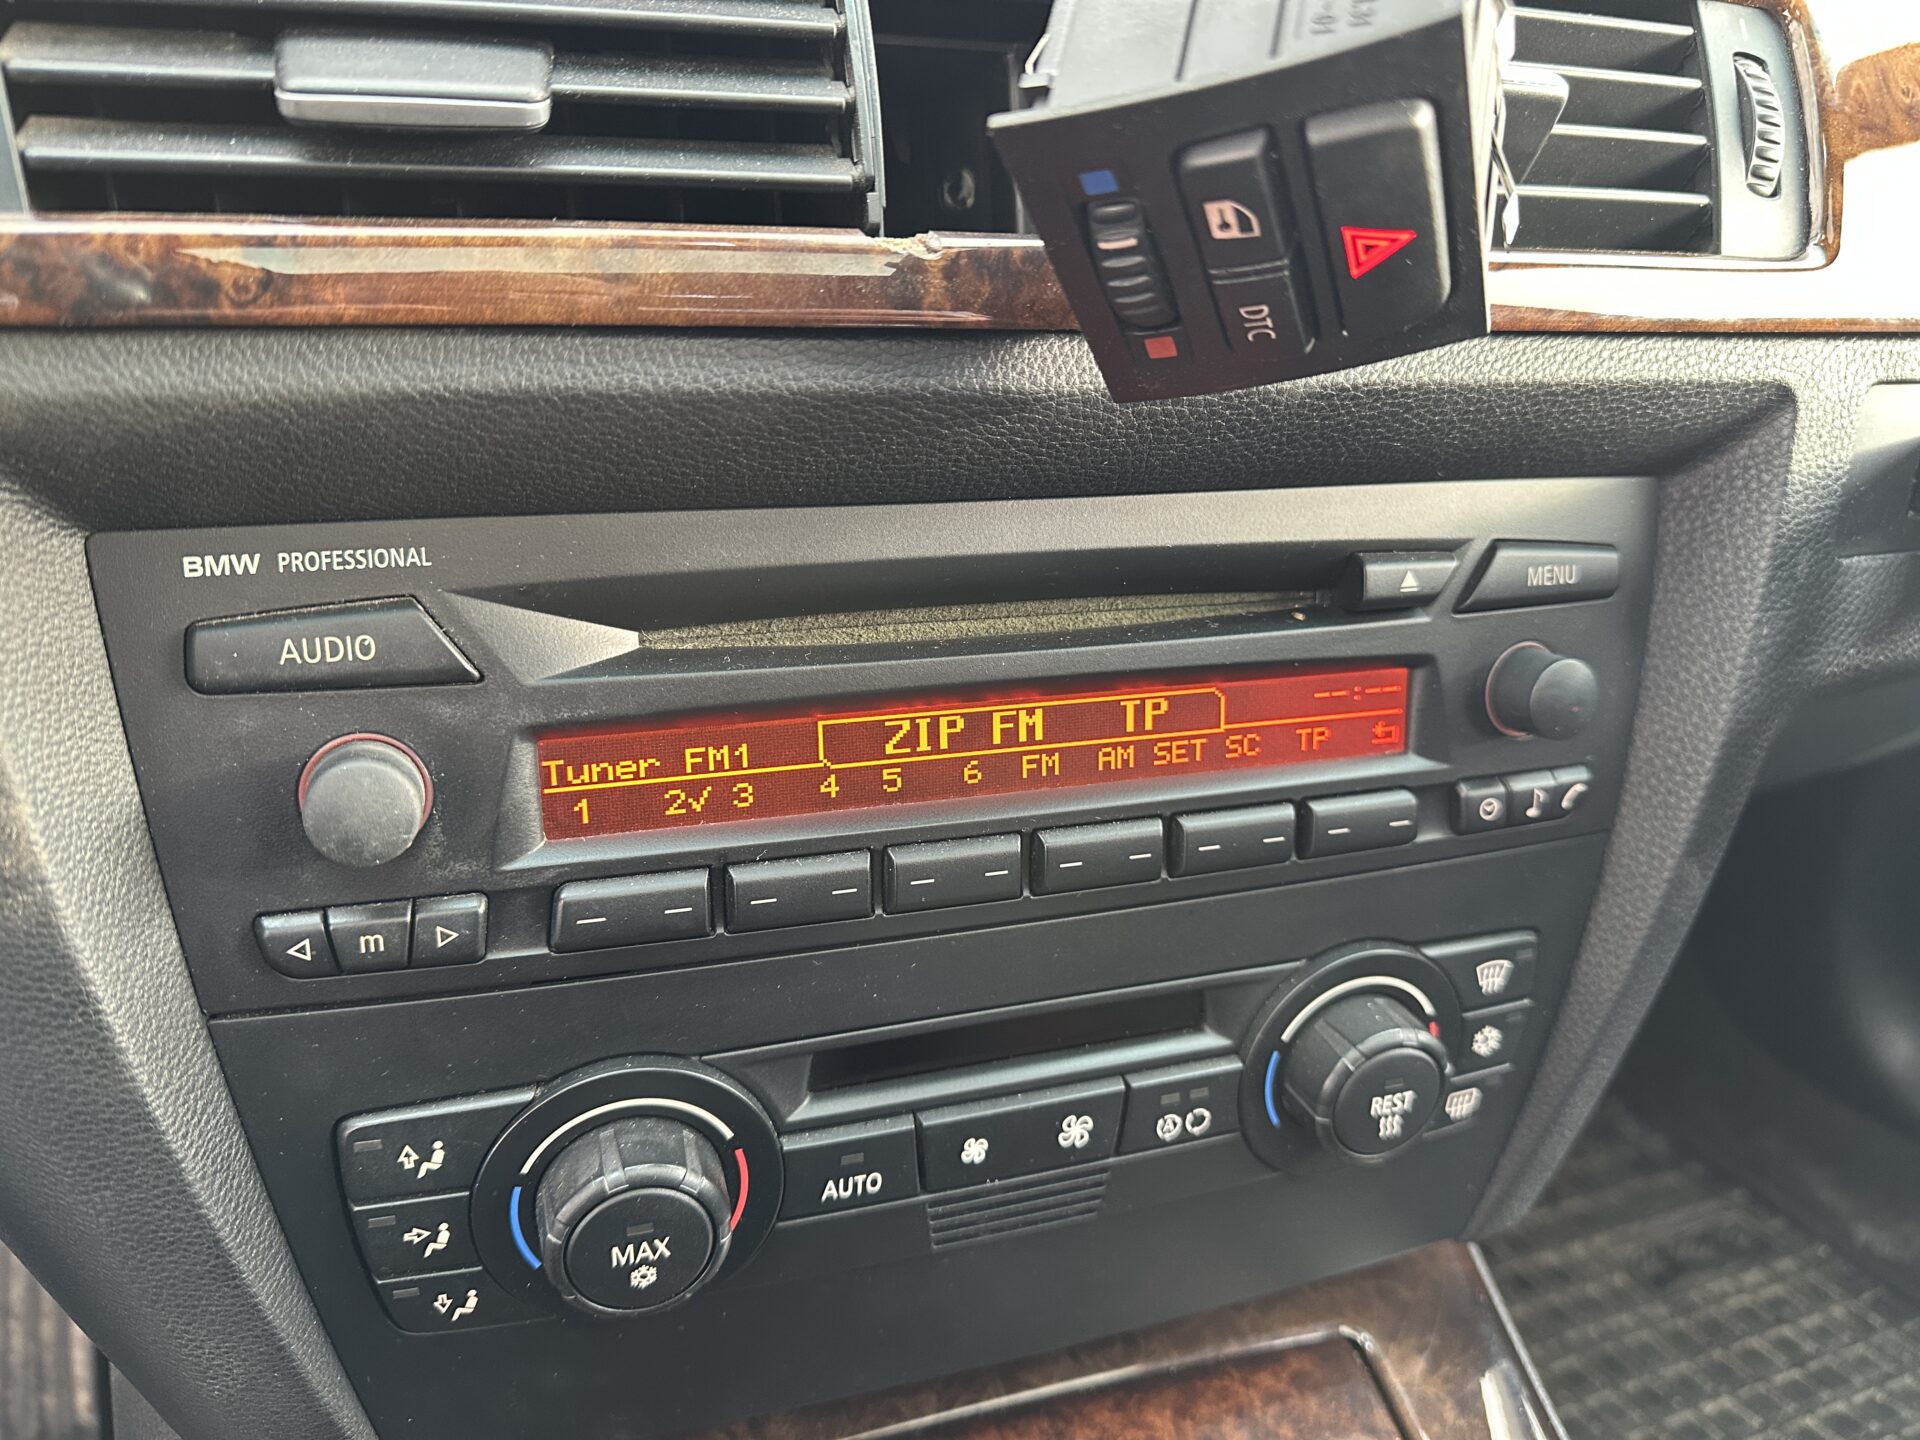 DTC
BMW PROFESSIONAL
AUDIO
MENU
Tuner FM1 ZIP FM TP --:--
1 2√ 3 4 5 6 FM AM SET SC TP
m
REST
AUTO
A
MAX